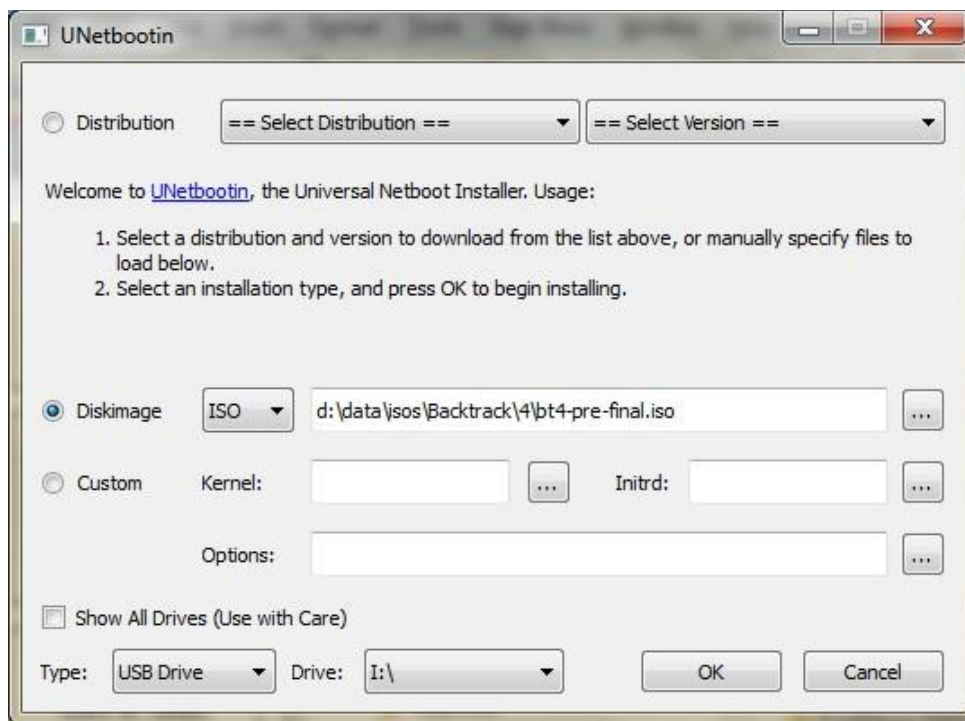 UNetbootin
Distribution == Select Distribution == == Select Version ==
Welcome to UNetbootin, the Universal Netboot Installer. Usage:
1. Select a distribution and version to download from the list above, or manually specify files to
load below.
2. Select an installation type, and press OK to begin installing.
Diskimage ISO d:\data\isos\Backtrack\4\bt4-pre-final.iso ...
Custom Kernel: ... Initrd: ...
Options: ...
Show All Drives (Use with Care)
Type: USB Drive Drive: I:\ OK Cancel